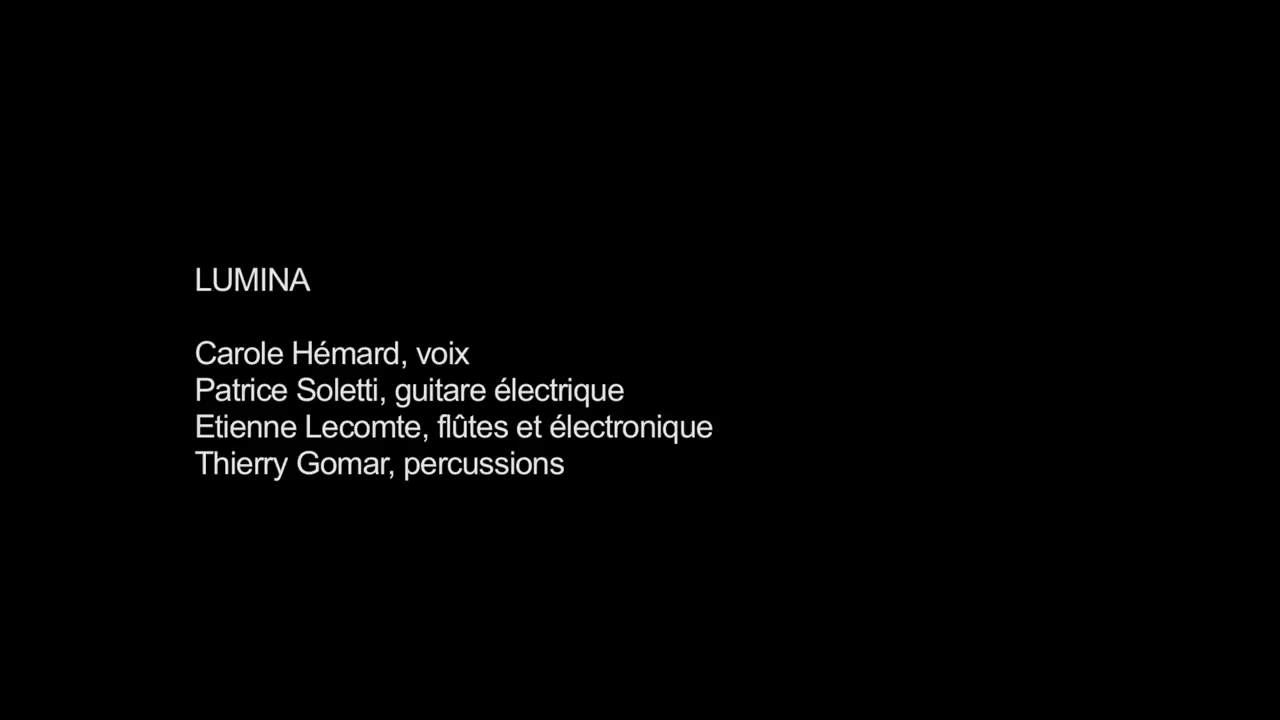 LUMINA
Carole Hémard, voix
Patrice Soletti, guitare électrique
Etienne Lecomte, flûtes et électronique
Thierry Gomar, percussions